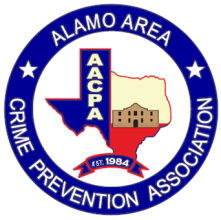 ALAMO AREA
AACPA
EST. 1984
CRIME PREVENTION ASSOCIATION